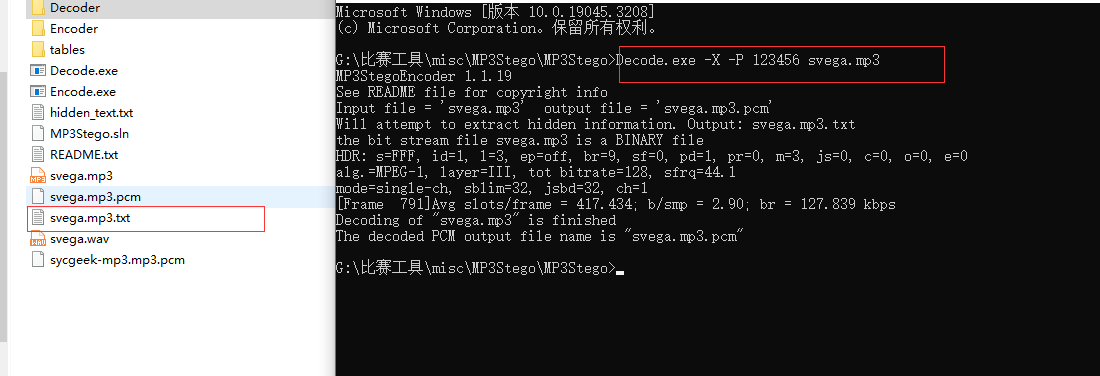 Decoder
Encoder
tables
Decode.exe
Encode.exe
hidden_text.txt
MP3Stego.sln
README.txt
svega.mp3
svega.mp3.pcm
svega.mp3.txt
svega.wav
sycgeek-mp3.mp3.pcm
Microsoft Windows [版本 10.0.19045.3208]
(c) Microsoft Corporation。保留所有权利。
G:\比赛工具\misc\MP3Stego\MP3Stego>Decode.exe -X -P 123456 svega.mp3
MP3StegoEncoder 1.1.19
See README file for copyright info
Input file = 'svega.mp3'  output file = 'svega.mp3.pcm'
Will attempt to extract hidden information. Output: svega.mp3.txt
the bit stream file svega.mp3 is a BINARY file
HDR: s=FFF, id=1, l=3, ep=off, br=9, sf=0, pd=1, pr=0, m=3, js=0, c=0, o=0, e=0
alg.=MPEG-1, layer=III, tot bitrate=128, sfrq=44.1
mode=single-ch, sblim=32, jsbd=32, ch=1
[Frame  791]Avg slots/frame = 417.434; b/smp = 2.90; br = 127.839 kbps
Decoding of "svega.mp3" is finished
The decoded PCM output file name is "svega.mp3.pcm"
G:\比赛工具\misc\MP3Stego\MP3Stego>